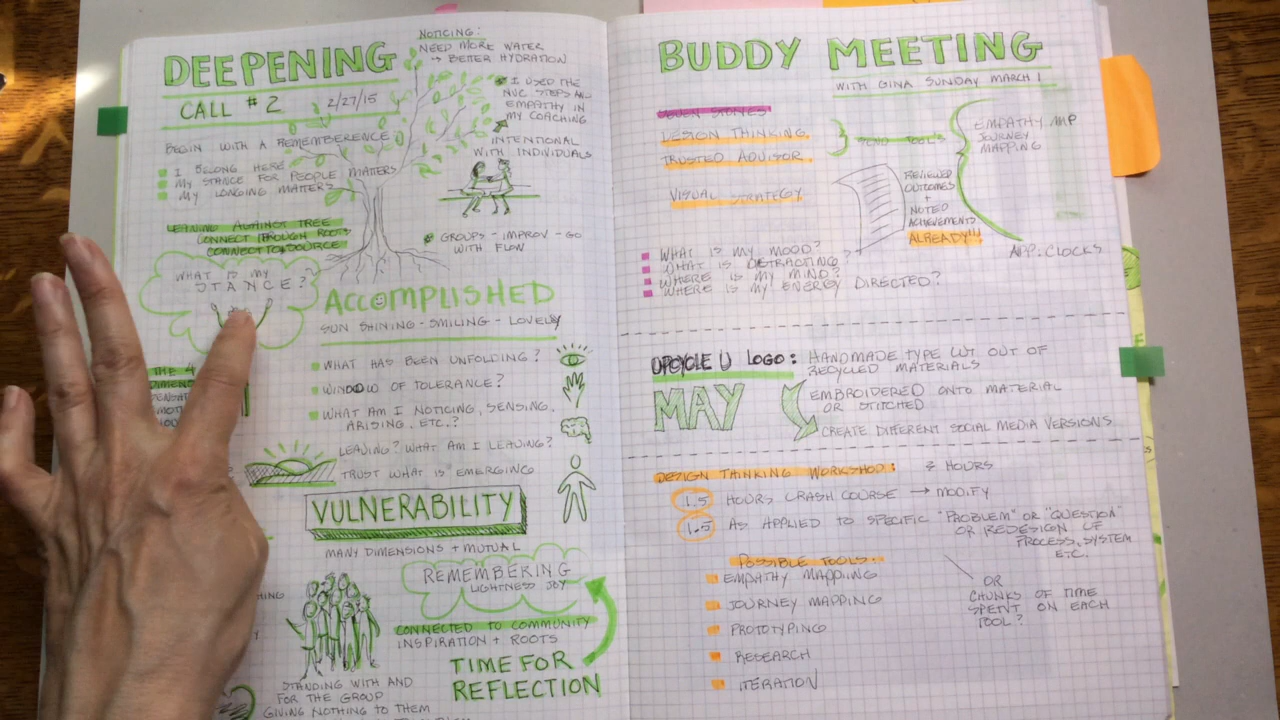 DEEPENING
CALL #2 2/27/15
BEGIN WITH A REMEMBERENCE
I BELONG HERE
MY STANCE FOR PEOPLE MATTERS
MY LONGING MATTERS
LEANING AGAINST TREE
CONNECT THROUGH ROOTS
CONNECT TO SOURCE
WHAT IS MY
STANCE?
THE 4
NOTICING:
NEED MORE WATER
→ BETTER HYDRATION
I USED THE
NVC STEPS AND
EMPATHY IN
MY COACHING
INTENTIONAL
WITH INDIVIDUALS
GROUPS - IMPROV - GO
WITH FLOW
ACCOMPLISHED
SUN SHINING - SMILING - LOVELY
WHAT HAS BEEN UNFOLDING?
WINDOW OF TOLERANCE?
WHAT AM I NOTICING, SENSING,
ARISING, ETC.?
LEAVING? WHAT AM I LEAVING?
TRUST WHAT IS EMERGING
VULNERABILITY
MANY DIMENSIONS + MUTUAL
REMEMBERING
LIGHTNESS JOY
CONNECTED TO COMMUNITY
INSPIRATION + ROOTS
TIME FOR
REFLECTION
STANDING WITH AND
FOR THE GROUP
GIVING NOTHING TO THEM
BUDDY MEETING
WITH GINA SUNDAY MARCH 1
SEVEN STORIES
DESIGN THINKING
TRUSTED ADVISOR
VISUAL STRATEGY
SEND TOOLS
EMPATHY MP
JOURNEY
MAPPING
REVIEWED
OUTCOMES
+
NOTED
ACHIEVEMENTS
ALREADY!!!
APP: CLOCKS
WHAT IS MY MOOD?
WHAT IS DETRACTING?
WHERE IS MY MIND?
WHERE IS MY ENERGY DIRECTED?
UPCYCLE U LOGO: HANDMADE TYPE CUT OUT OF
RECYCLED MATERIALS
MAY
EMBROIDERED ONTO MATERIAL
OR STITCHED
CREATE DIFFERENT SOCIAL MEDIA VERSIONS
DESIGN THINKING WORKSHOP: 3 HOURS
1.5 HOURS CRASH COURSE → MODIFY
1.5 AS APPLIED TO SPECIFIC "PROBLEM" OR "QUESTION"
OR REDESIGN OF
PROCESS, SYSTEM
ETC.
POSSIBLE TOOLS:
EMPATHY MAPPING
JOURNEY MAPPING
PROTOTYPING
RESEARCH
ITERATION
OR
CHUNKS OF TIME
SPENT ON EACH
TOOL?